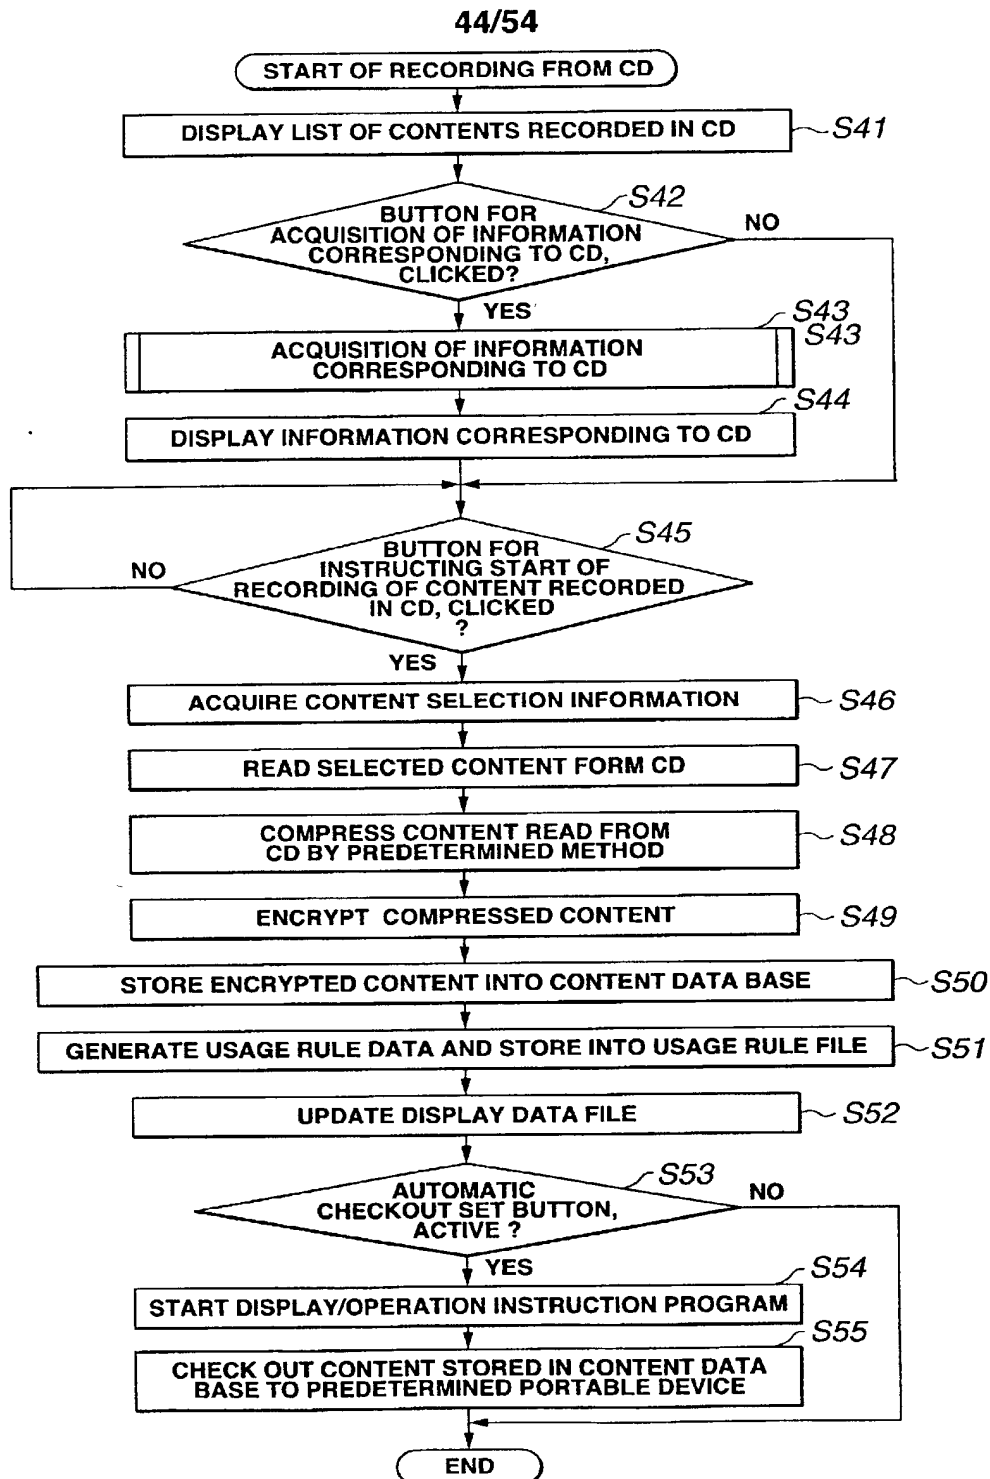 44/54
START OF RECORDING FROM CD
DISPLAY LIST OF CONTENTS RECORDED IN CD
S41
S42
BUTTON FOR
ACQUISITION OF INFORMATION
CORRESPONDING TO CD,
CLICKED?
NO
YES
S43
S43
ACQUISITION OF INFORMATION
CORRESPONDING TO CD
S44
DISPLAY INFORMATION CORRESPONDING TO CD
S45
BUTTON FOR
INSTRUCTING START OF
RECORDING OF CONTENT RECORDED
IN CD, CLICKED
?
NO
YES
ACQUIRE CONTENT SELECTION INFORMATION
S46
READ SELECTED CONTENT FORM CD
S47
COMPRESS CONTENT READ FROM
CD BY PREDETERMINED METHOD
S48
ENCRYPT COMPRESSED CONTENT
S49
STORE ENCRYPTED CONTENT INTO CONTENT DATA BASE
S50
GENERATE USAGE RULE DATA AND STORE INTO USAGE RULE FILE
S51
UPDATE DISPLAY DATA FILE
S52
S53
AUTOMATIC
CHECKOUT SET BUTTON,
ACTIVE ?
NO
YES
S54
START DISPLAY/OPERATION INSTRUCTION PROGRAM
S55
CHECK OUT CONTENT STORED IN CONTENT DATA
BASE TO PREDETERMINED PORTABLE DEVICE
END